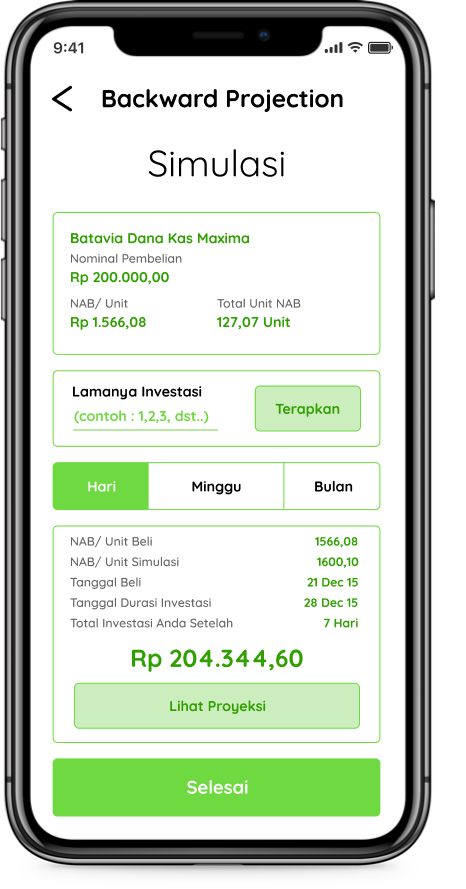 9:41
Backward Projection
Simulasi
Batavia Dana Kas Maxima
Nominal Pembelian
Rp 200.000,00
NAB/ Unit Total Unit NAB
Rp 1.566,08 127,07 Unit
Lamanya Investasi
(contoh : 1,2,3, dst..)
Terapkan
Hari Minggu Bulan
NAB/ Unit Beli 1566,08
NAB/ Unit Simulasi 1600,10
Tanggal Beli 21 Dec 15
Tanggal Durasi Investasi 28 Dec 15
Total Investasi Anda Setelah 7 Hari
Rp 204.344,60
Lihat Proyeksi
Selesai